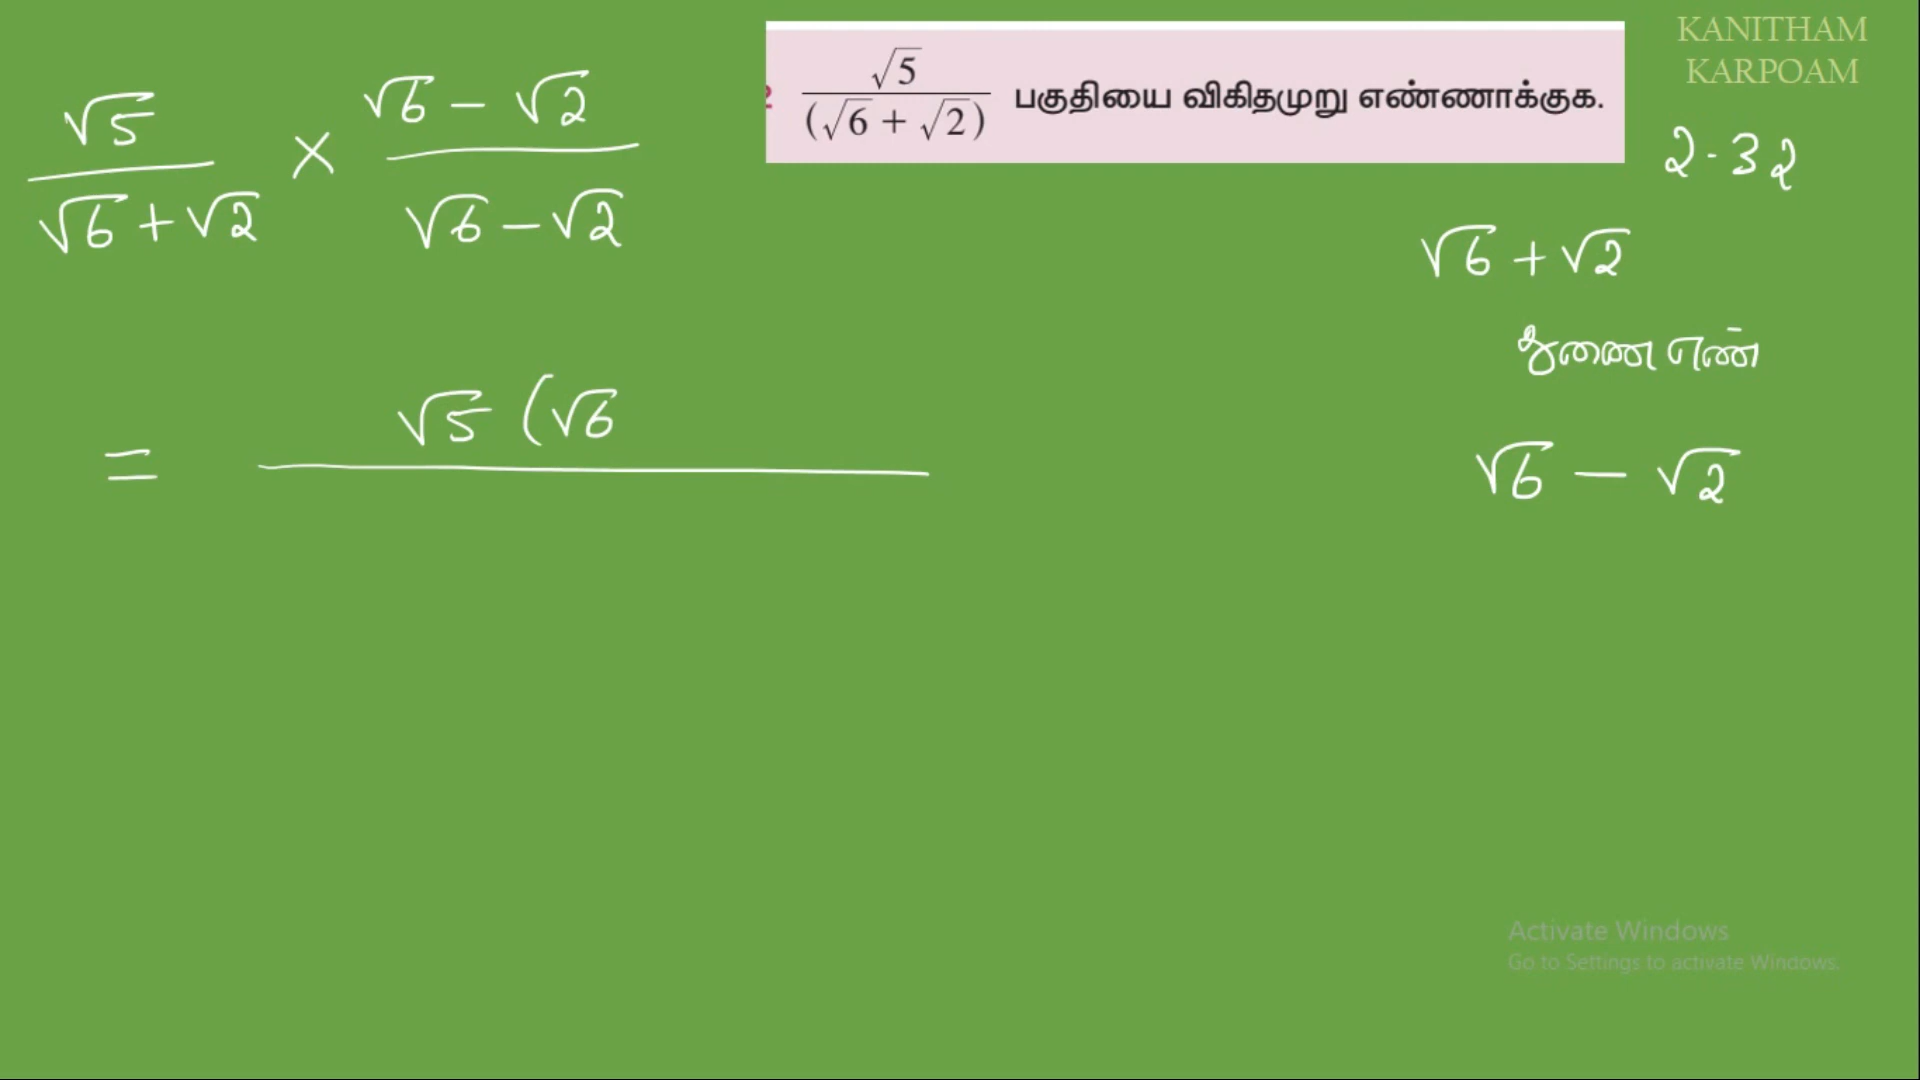 KANITHAM
KARPOAM
√5 / (√6 + √2) பகுதியை விகிதமுறு எண்ணாக்குக.
2.32
√5 / √6 + √2 × √6 − √2 / √6 − √2
√6 + √2
துணை எண்
= √5 (√6
√6 − √2
Activate Windows
Go to Settings to activate Windows.